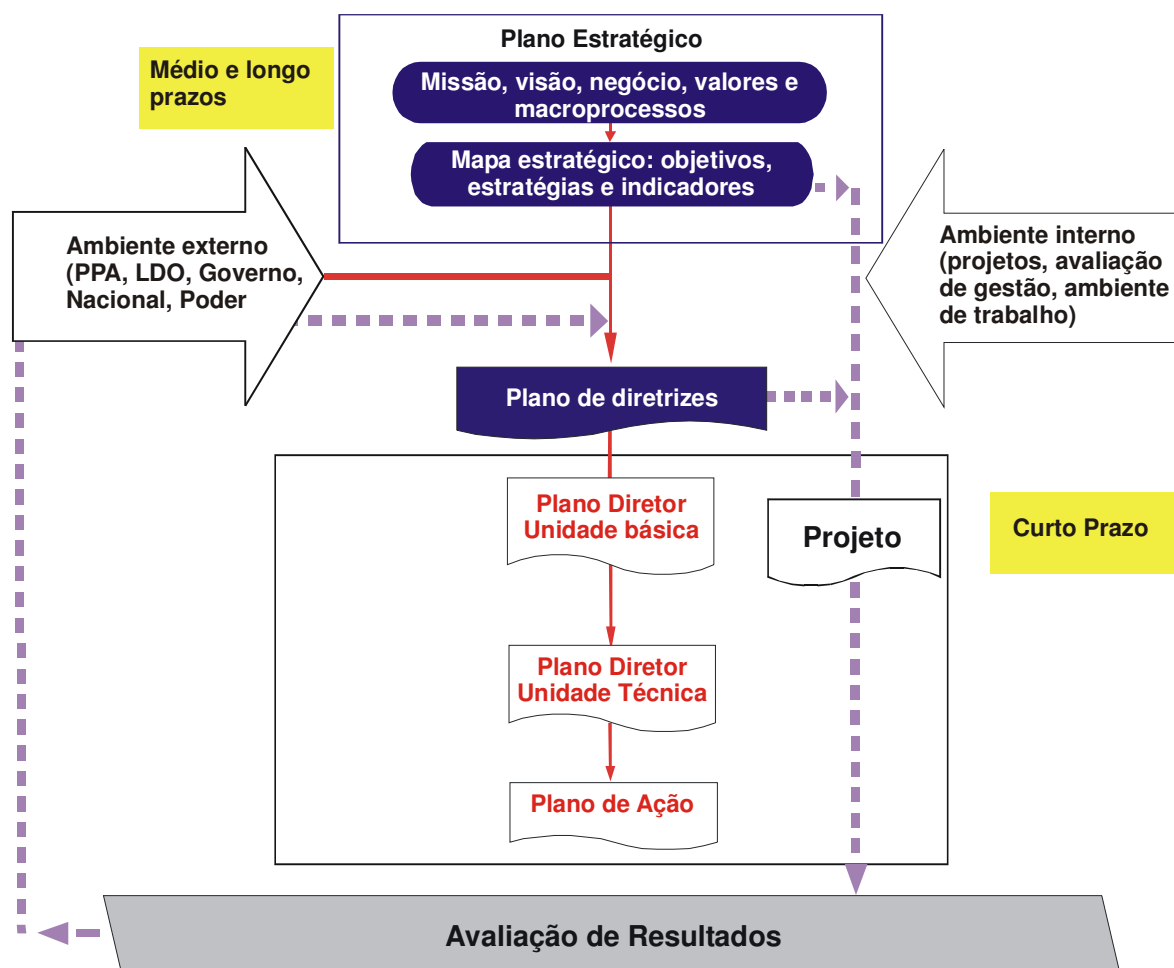 Plano Estratégico
Médio e longo
prazos
Missão, visão, negócio, valores e
macroprocessos
Mapa estratégico: objetivos,
estratégias e indicadores
Ambiente externo
(PPA, LDO, Governo,
Nacional, Poder
Ambiente interno
(projetos, avaliação
de gestão, ambiente
de trabalho)
Plano de diretrizes
Plano Diretor
Unidade básica
Projeto
Curto Prazo
Plano Diretor
Unidade Técnica
Plano de Ação
Avaliação de Resultados